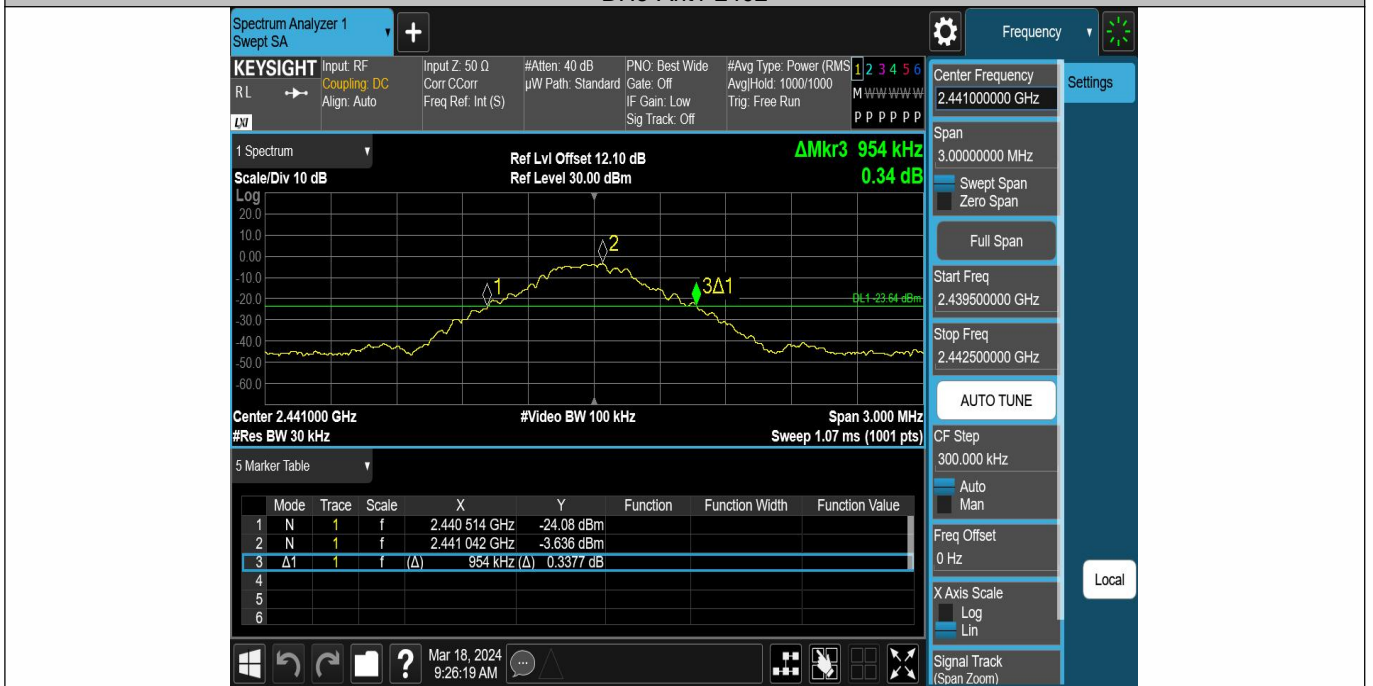 Spectrum Analyzer 1
Swept SA
+
Frequency
KEYSIGHT
RL
LXI
Input: RF
Coupling: DC
Align: Auto
Input Z: 50 Ω
Corr CCorr
Freq Ref: Int (S)
#Atten: 40 dB
µW Path: Standard
PNO: Best Wide
Gate: Off
IF Gain: Low
Sig Track: Off
#Avg Type: Power (RMS
Avg|Hold: 1000/1000
Trig: Free Run
1 2 3 4 5 6
M W W W W W
P P P P P P
Center Frequency
2.441000000 GHz
Settings
1 Spectrum
Scale/Div 10 dB
Ref Lvl Offset 12.10 dB
Ref Level 30.00 dBm
ΔMkr3 954 kHz
0.34 dB
Log
20.0
10.0
0.00
-10.0
-20.0
-30.0
-40.0
-50.0
-60.0
1
2
3Δ1
DL1 -23.64 dBm
Center 2.441000 GHz
#Video BW 100 kHz
Span 3.000 MHz
#Res BW 30 kHz
Sweep 1.07 ms (1001 pts)
Span
3.00000000 MHz
Swept Span
Zero Span
Full Span
Start Freq
2.439500000 GHz
Stop Freq
2.442500000 GHz
AUTO TUNE
CF Step
300.000 kHz
Auto
Man
Freq Offset
0 Hz
X Axis Scale
Log
Lin
Signal Track
(Span Zoom)
Local
5 Marker Table
Mode Trace Scale X Y Function Function Width Function Value
1 N 1 f 2.440 514 GHz -24.08 dBm
2 N 1 f 2.441 042 GHz -3.636 dBm
3 Δ1 1 f (Δ) 954 kHz (Δ) 0.3377 dB
4
5
6
?
Mar 18, 2024
9:26:19 AM